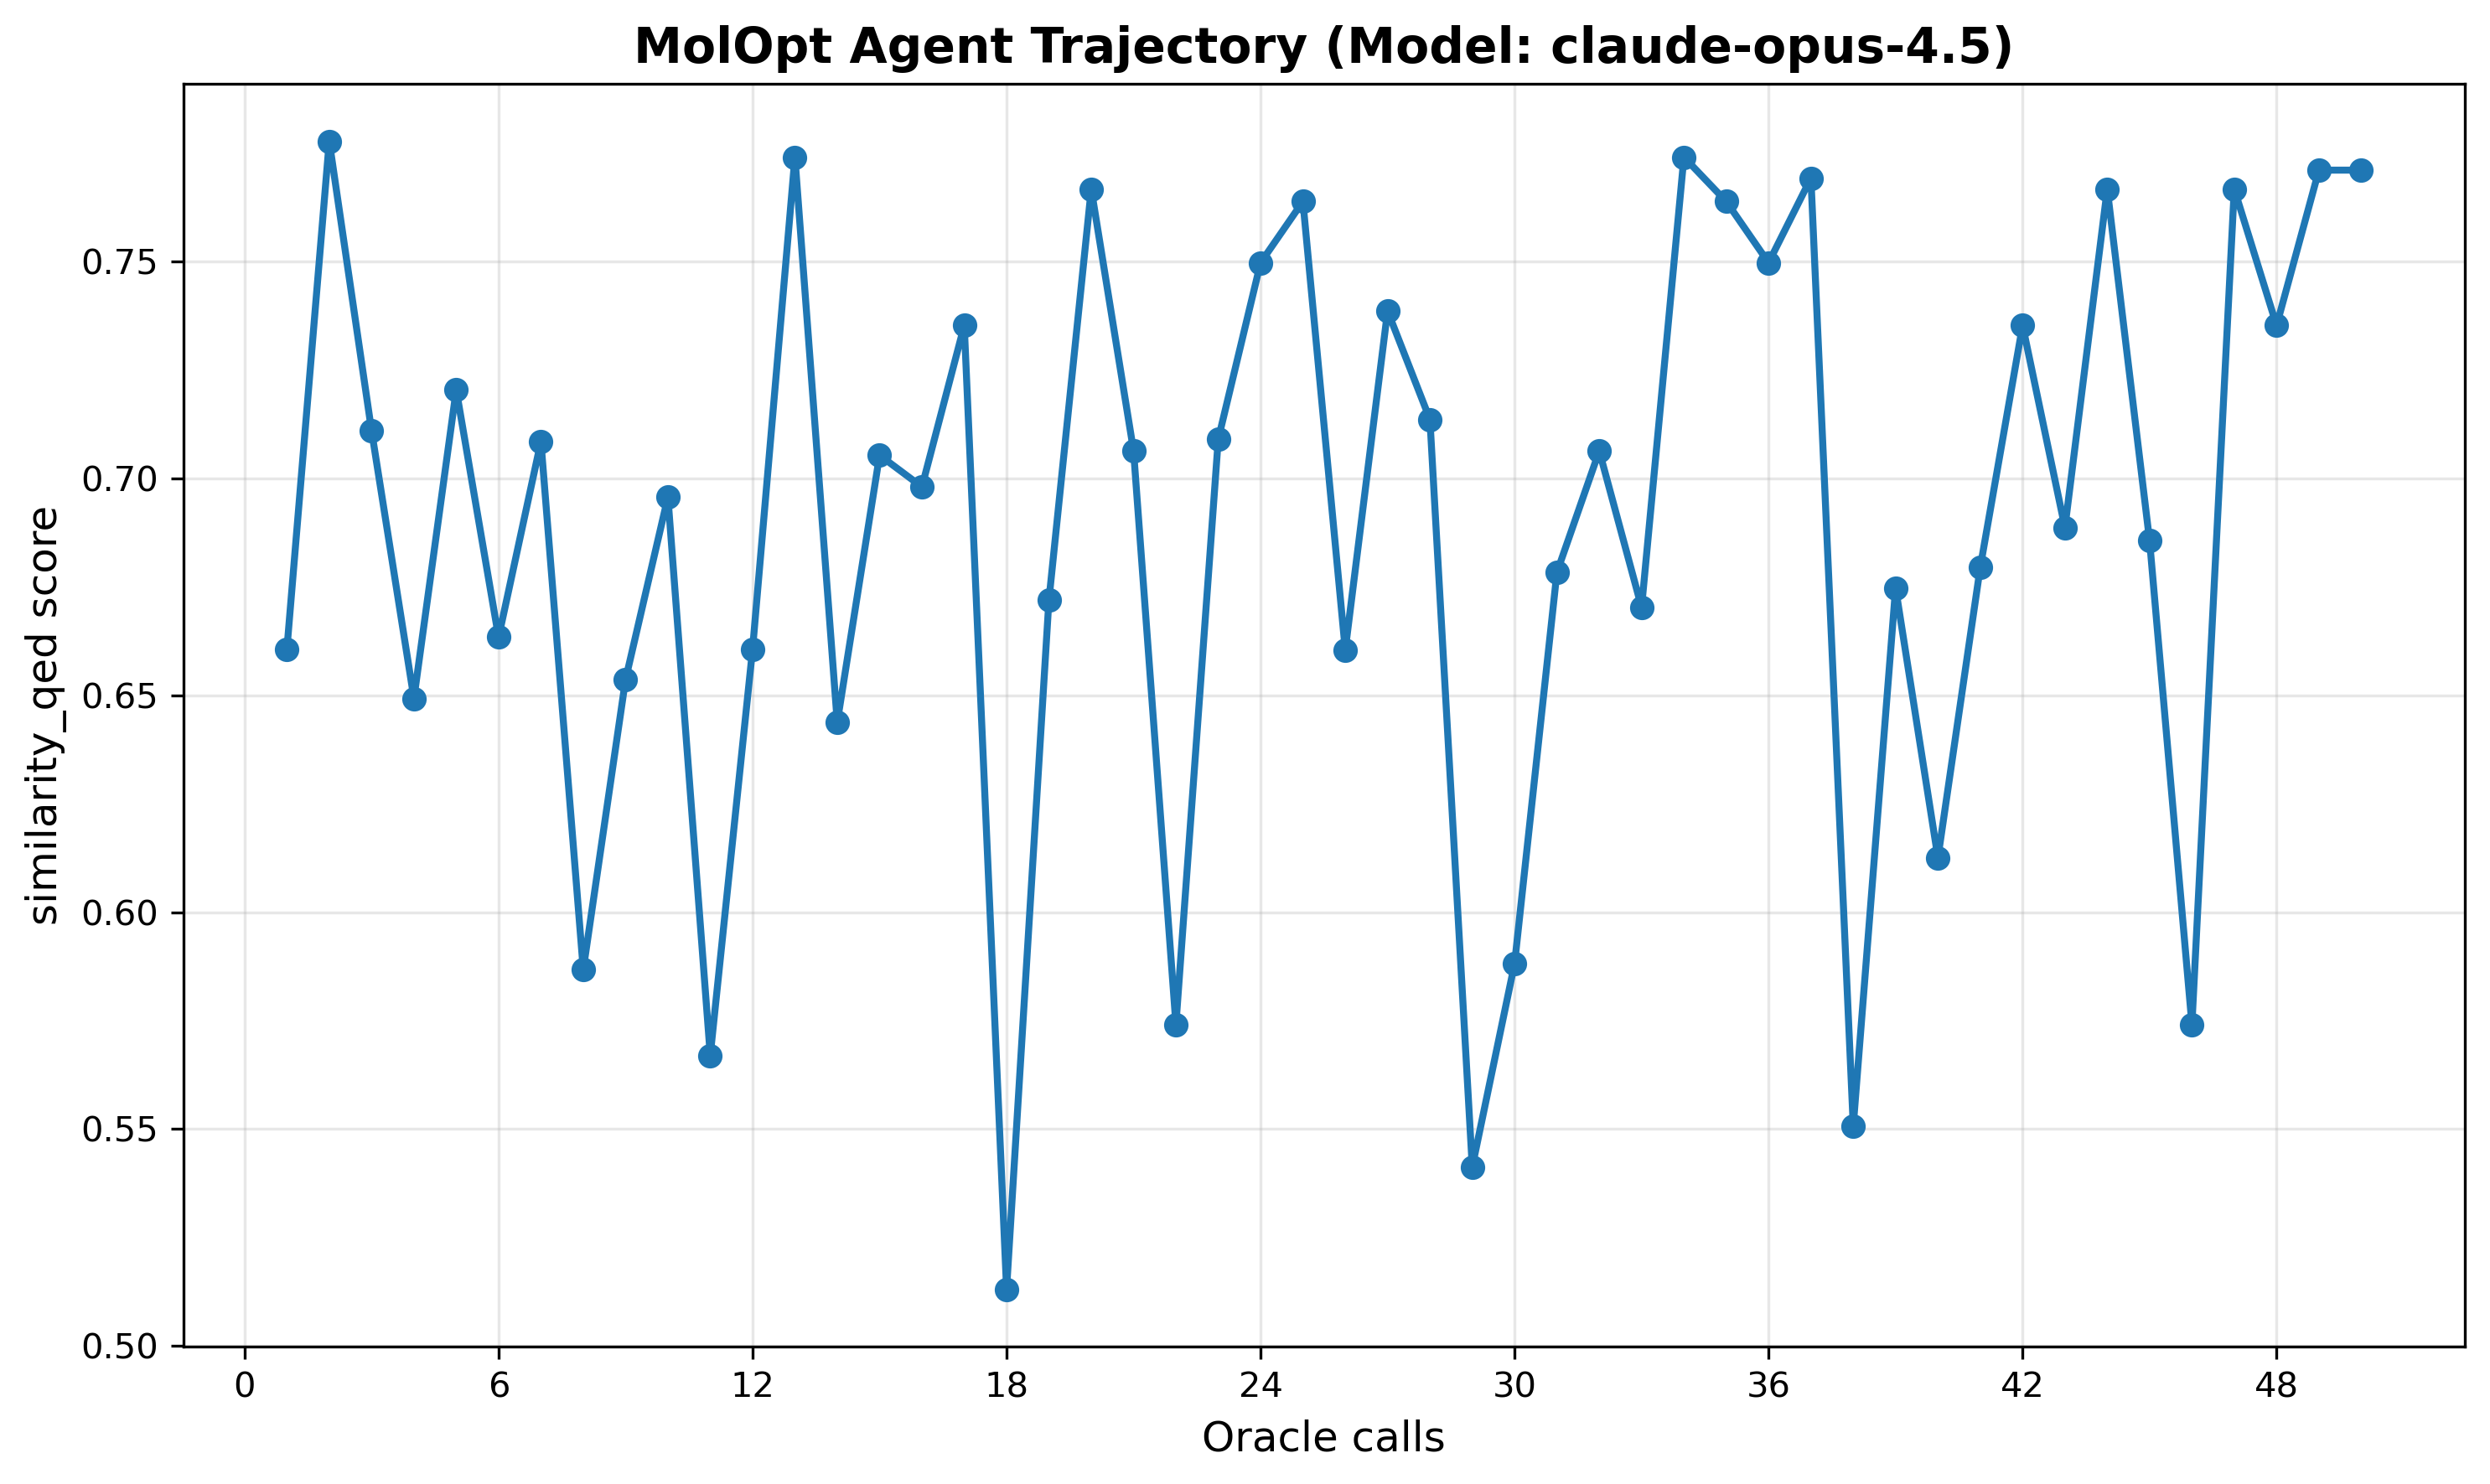 MolOpt Agent Trajectory (Model: claude-opus-4.5)
similarity_qed score
0.75
0.70
0.65
0.60
0.55
0.50
0 6 12 18 24 30 36 42 48
Oracle calls